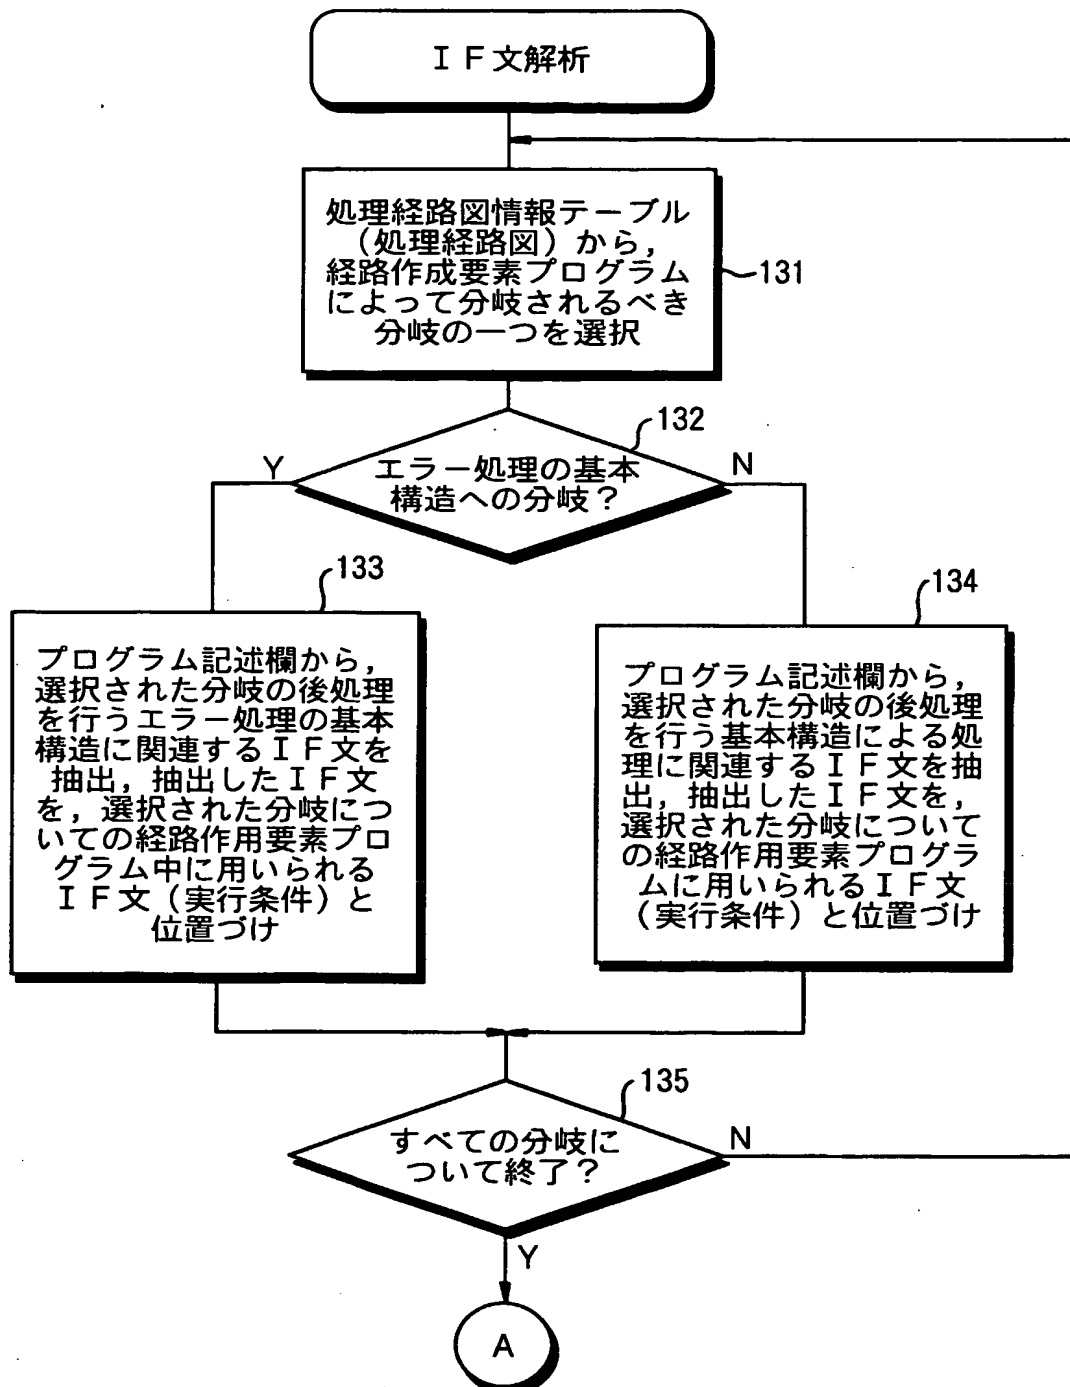 ＩＦ文解析
処理経路図情報テーブル
（処理経路図）から，
経路作成要素プログラム
によって分岐されるべき
分岐の一つを選択
131
132
エラー処理の基本
構造への分岐？
Y
N
133
プログラム記述欄から，
選択された分岐の後処理
を行うエラー処理の基本
構造に関連するＩＦ文を
抽出，抽出したＩＦ文
を，選択された分岐につ
いての経路作用要素プロ
グラム中に用いられる
ＩＦ文（実行条件）と
位置づけ
134
プログラム記述欄から，
選択された分岐の後処理
を行う基本構造による処
理に関連するＩＦ文を抽
出，抽出したＩＦ文を，
選択された分岐について
の経路作用要素プログラ
ムに用いられるＩＦ文
（実行条件）と位置づけ
135
すべての分岐に
ついて終了？
N
Y
A